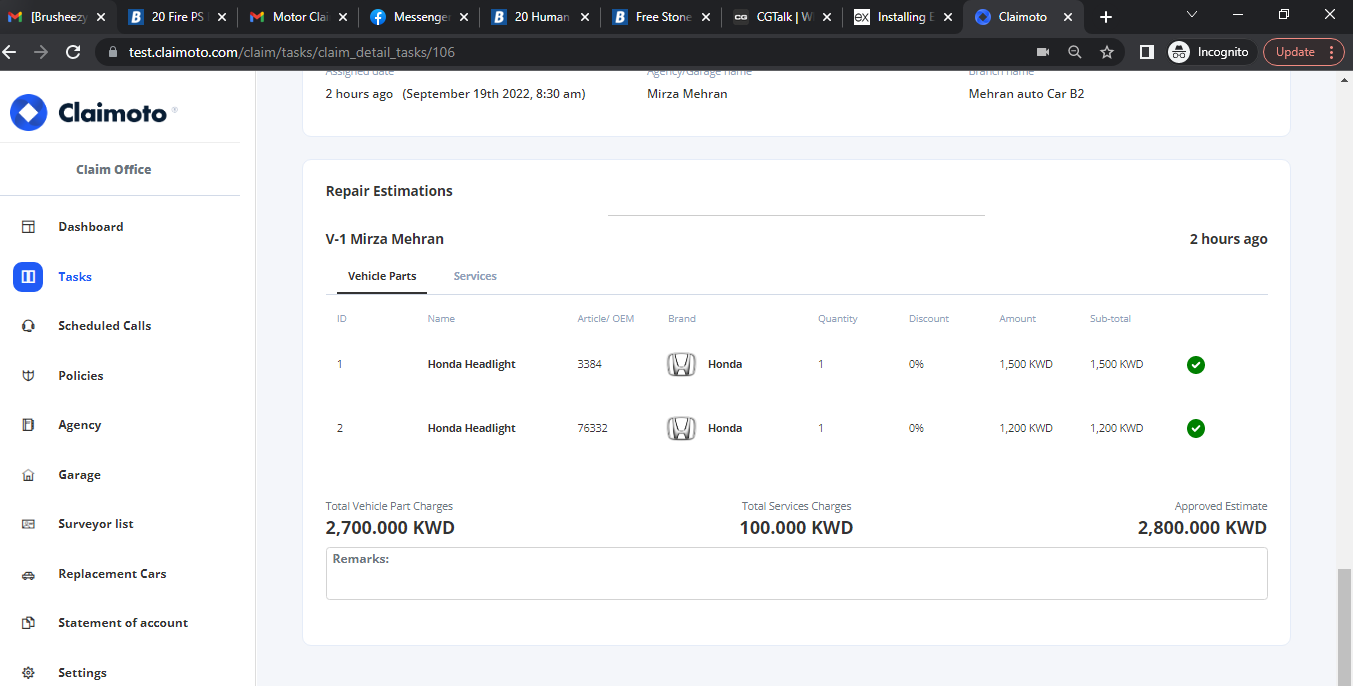 [Brusheezy
20 Fire PS
Motor Clai
Messenger
20 Human
Free Stone
CGTalk | W
Installing E
Claimoto
test.claimoto.com/claim/tasks/claim_detail_tasks/106
Incognito
Update
Claimoto
Claim Office
Dashboard
Tasks
Scheduled Calls
Policies
Agency
Garage
Surveyor list
Replacement Cars
Statement of account
Settings
Assigned date Agency/Garage name Branch name
2 hours ago (September 19th 2022, 8:30 am) Mirza Mehran Mehran auto Car B2
Repair Estimations
V-1 Mirza Mehran 2 hours ago
Vehicle Parts Services
ID Name Article/ OEM Brand Quantity Discount Amount Sub-total
1 Honda Headlight 3384 Honda 1 0% 1,500 KWD 1,500 KWD
2 Honda Headlight 76332 Honda 1 0% 1,200 KWD 1,200 KWD
Total Vehicle Part Charges Total Services Charges Approved Estimate
2,700.000 KWD 100.000 KWD 2,800.000 KWD
Remarks: